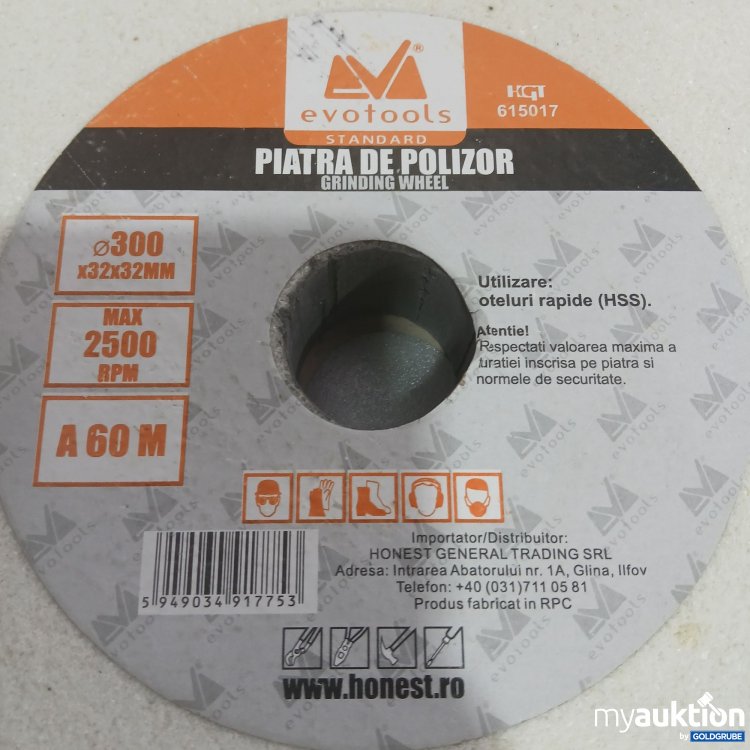 evotools®
STANDARD
HGT
615017
PIATRA DE POLIZOR
GRINDING WHEEL
ø300
x32x32MM
MAX
2500
RPM
A 60 M
Utilizare:
oteluri rapide (HSS).
Atentie!
Respectati valoarea maxima a
turatiei inscrisa pe piatra si
normele de securitate.
Importator/Distribuitor:
HONEST GENERAL TRADING SRL
Adresa: Intrarea Abatorului nr. 1A, Glina, Ilfov
Telefon: +40 (031)711 05 81
Produs fabricat in RPC
5 949034 917753
www.honest.ro
myauktion
by GOLDGRUBE